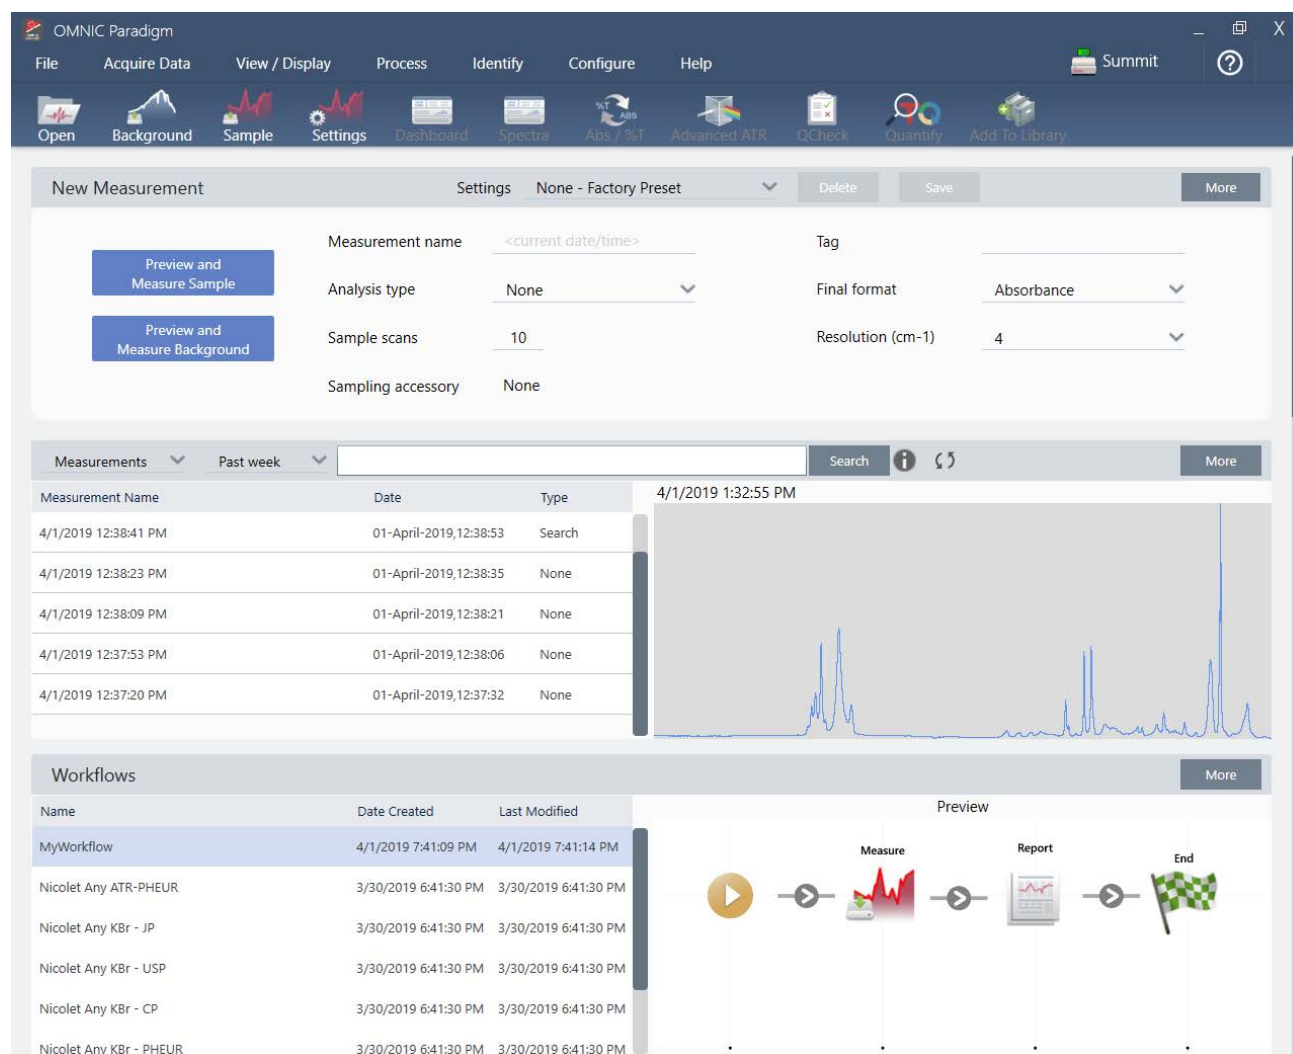 OMNIC Paradigm
File Acquire Data View / Display Process Identify Configure Help Summit
Open Background Sample Settings Dashboard Spectra Abs / %T Advanced ATR QCheck Quantify Add To Library
%T ABS
New Measurement Settings None - Factory Preset Delete Save More
Measurement name <current date/time> Tag
Preview and
Measure Sample
Analysis type None Final format Absorbance
Preview and
Measure Background
Sample scans 10 Resolution (cm-1) 4
Sampling accessory None
Measurements Past week Search More
Measurement Name Date Type 4/1/2019 1:32:55 PM
4/1/2019 12:38:41 PM 01-April-2019,12:38:53 Search
4/1/2019 12:38:23 PM 01-April-2019,12:38:35 None
4/1/2019 12:38:09 PM 01-April-2019,12:38:21 None
4/1/2019 12:37:53 PM 01-April-2019,12:38:06 None
4/1/2019 12:37:20 PM 01-April-2019,12:37:32 None
Workflows More
Name Date Created Last Modified Preview
MyWorkflow 4/1/2019 7:41:09 PM 4/1/2019 7:41:14 PM
Measure Report End
Nicolet Any ATR-PHEUR 3/30/2019 6:41:30 PM 3/30/2019 6:41:30 PM
Nicolet Any KBr - JP 3/30/2019 6:41:30 PM 3/30/2019 6:41:30 PM
Nicolet Any KBr - USP 3/30/2019 6:41:30 PM 3/30/2019 6:41:30 PM
Nicolet Any KBr - CP 3/30/2019 6:41:30 PM 3/30/2019 6:41:30 PM
Nicolet Any KBr - PHEUR 3/30/2019 6:41:30 PM 3/30/2019 6:41:30 PM